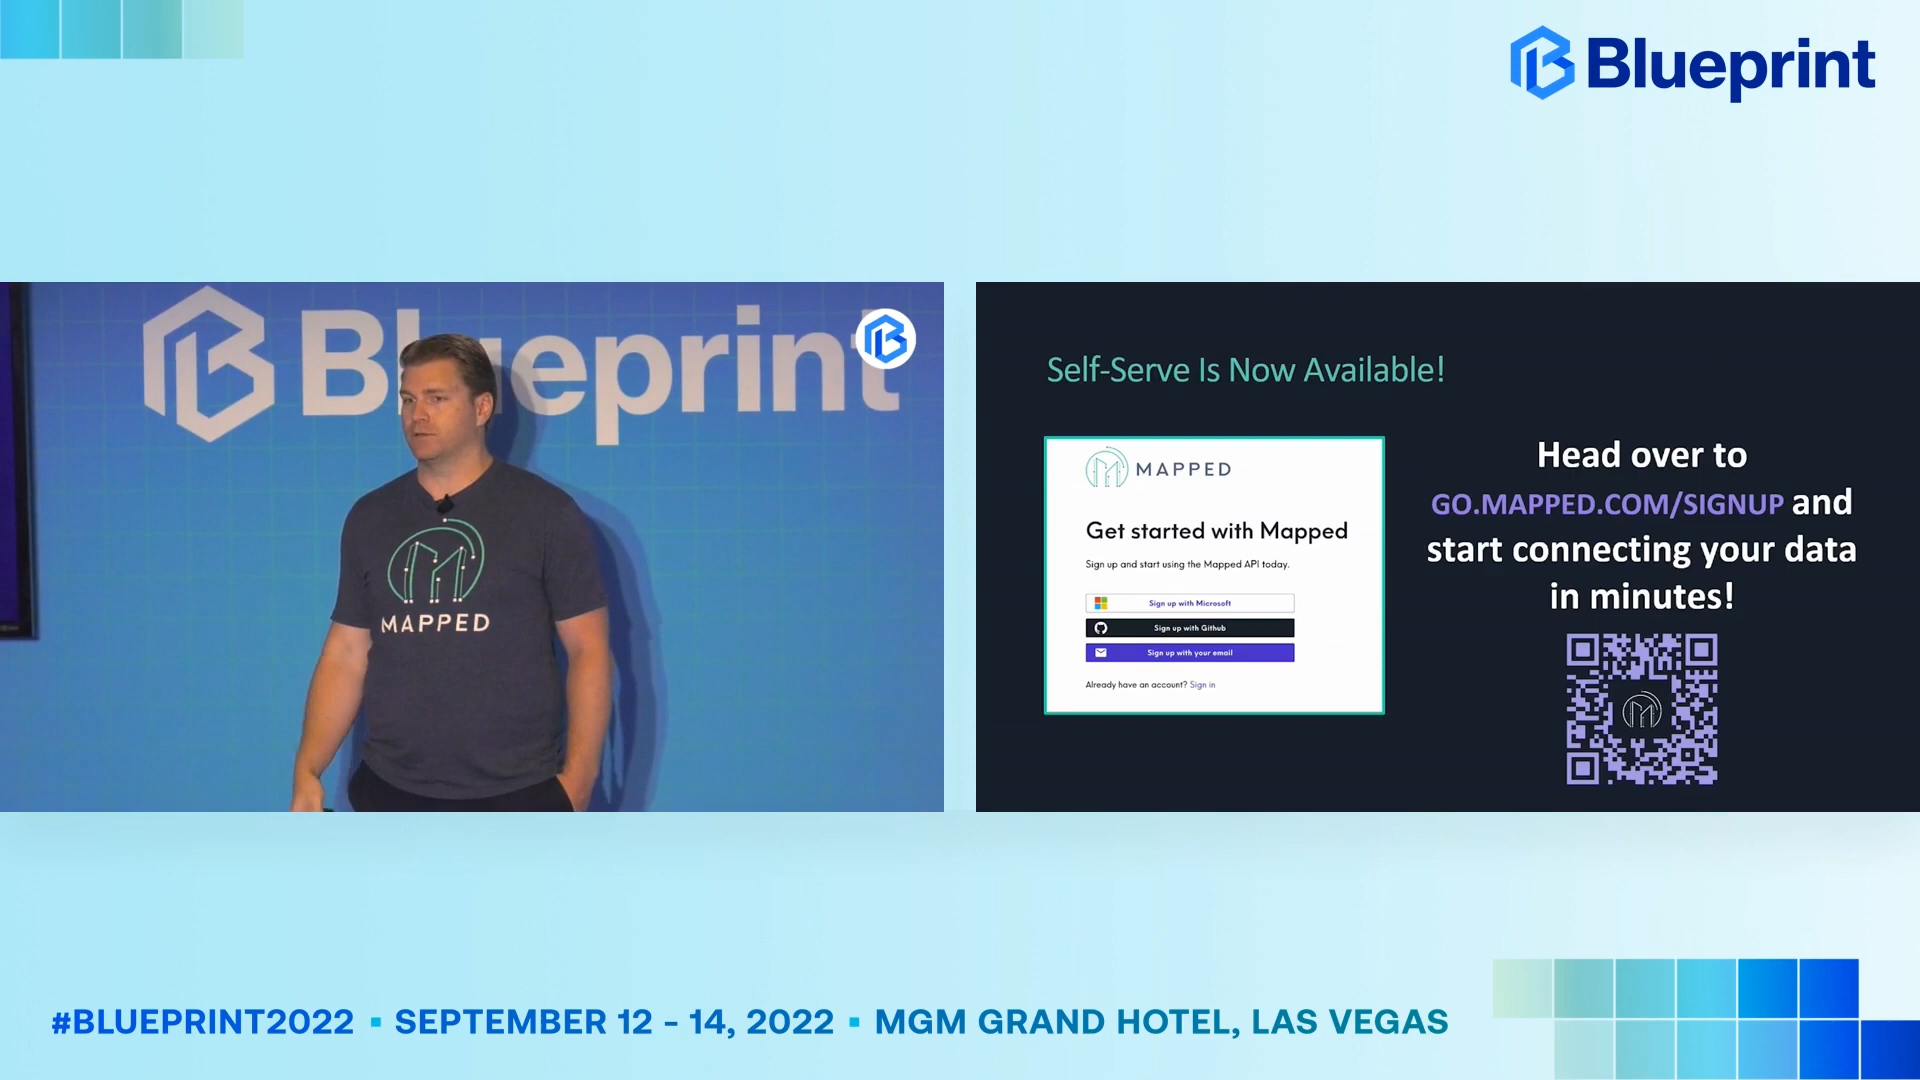 Blueprint
Blueprint
MAPPED
Self-Serve Is Now Available!
MAPPED
Get started with Mapped
Sign up and start using the Mapped API today.
Sign up with Microsoft
Sign up with Github
Sign up with your email
Already have an account? Sign in
Head over to
GO.MAPPED.COM/SIGNUP and
start connecting your data
in minutes!
#BLUEPRINT2022 ▪ SEPTEMBER 12 - 14, 2022 ▪ MGM GRAND HOTEL, LAS VEGAS